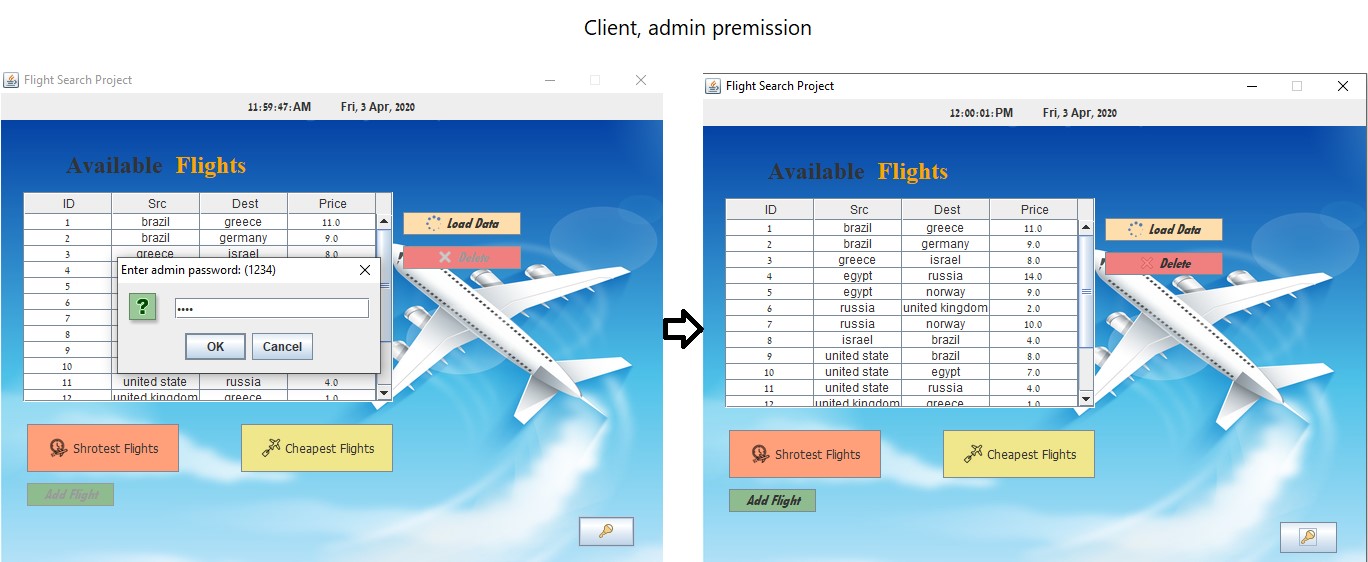 Client, admin premission
Flight Search Project
11:59:47:AM Fri, 3 Apr, 2020
Available Flights
ID Src Dest Price
1 brazil greece 11.0
2 brazil germany 9.0
3 greece israel 8.0
4
5
6
7
8
9
10
11 united state russia 4.0
12 united kingdom greece 1.0
Load Data
Delete
Enter admin password: (1234)
?
••••
OK Cancel
Shrotest Flights
Cheapest Flights
Add Flight
Flight Search Project
12:00:01:PM Fri, 3 Apr, 2020
Available Flights
ID Src Dest Price
1 brazil greece 11.0
2 brazil germany 9.0
3 greece israel 8.0
4 egypt russia 14.0
5 egypt norway 9.0
6 russia united kingdom 2.0
7 russia norway 10.0
8 israel brazil 4.0
9 united state brazil 8.0
10 united state egypt 7.0
11 united state russia 4.0
12 united kingdom greece 1.0
Load Data
Delete
Shrotest Flights
Cheapest Flights
Add Flight